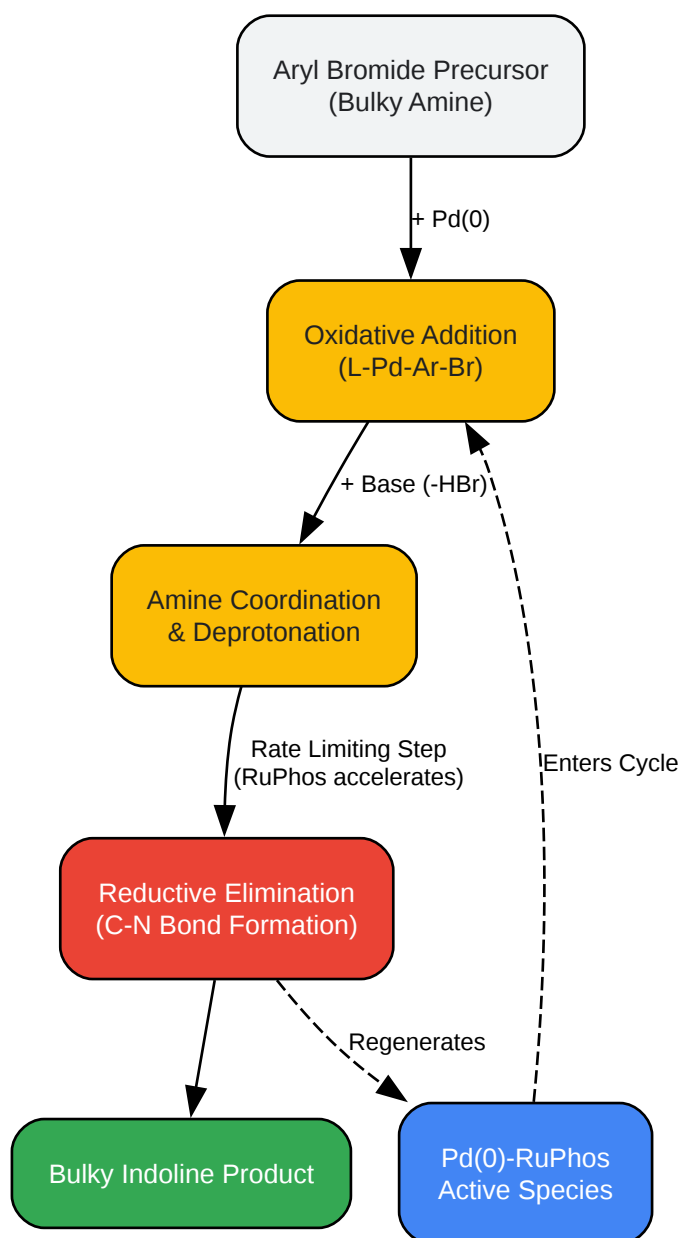 Aryl Bromide Precursor
(Bulky Amine)
+ Pd(0)
Oxidative Addition
(L-Pd-Ar-Br)
+ Base (-HBr)
Amine Coordination
& Deprotonation
Rate Limiting Step
(RuPhos accelerates)
Enters Cycle
Reductive Elimination
(C-N Bond Formation)
Regenerates
Bulky Indoline Product
Pd(0)-RuPhos
Active Species